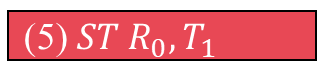 (5) ST R₀,T₁